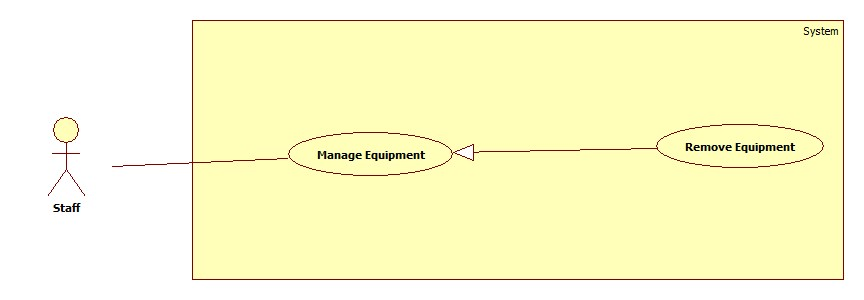 System
Manage Equipment
Remove Equipment
Staff